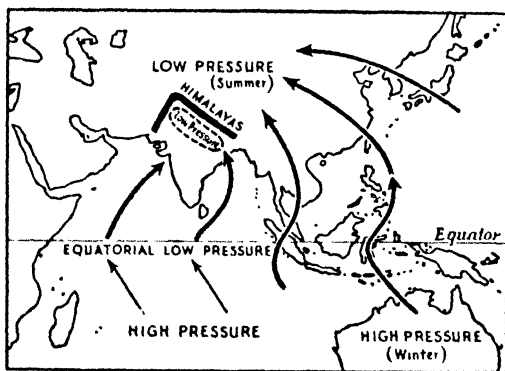 LOW PRESSURE
(Summer)
HIMALAYAS
Low Pressure
Equator
EQUATORIAL LOW PRESSURE
HIGH PRESSURE
HIGH PRESSURE
(Winter)